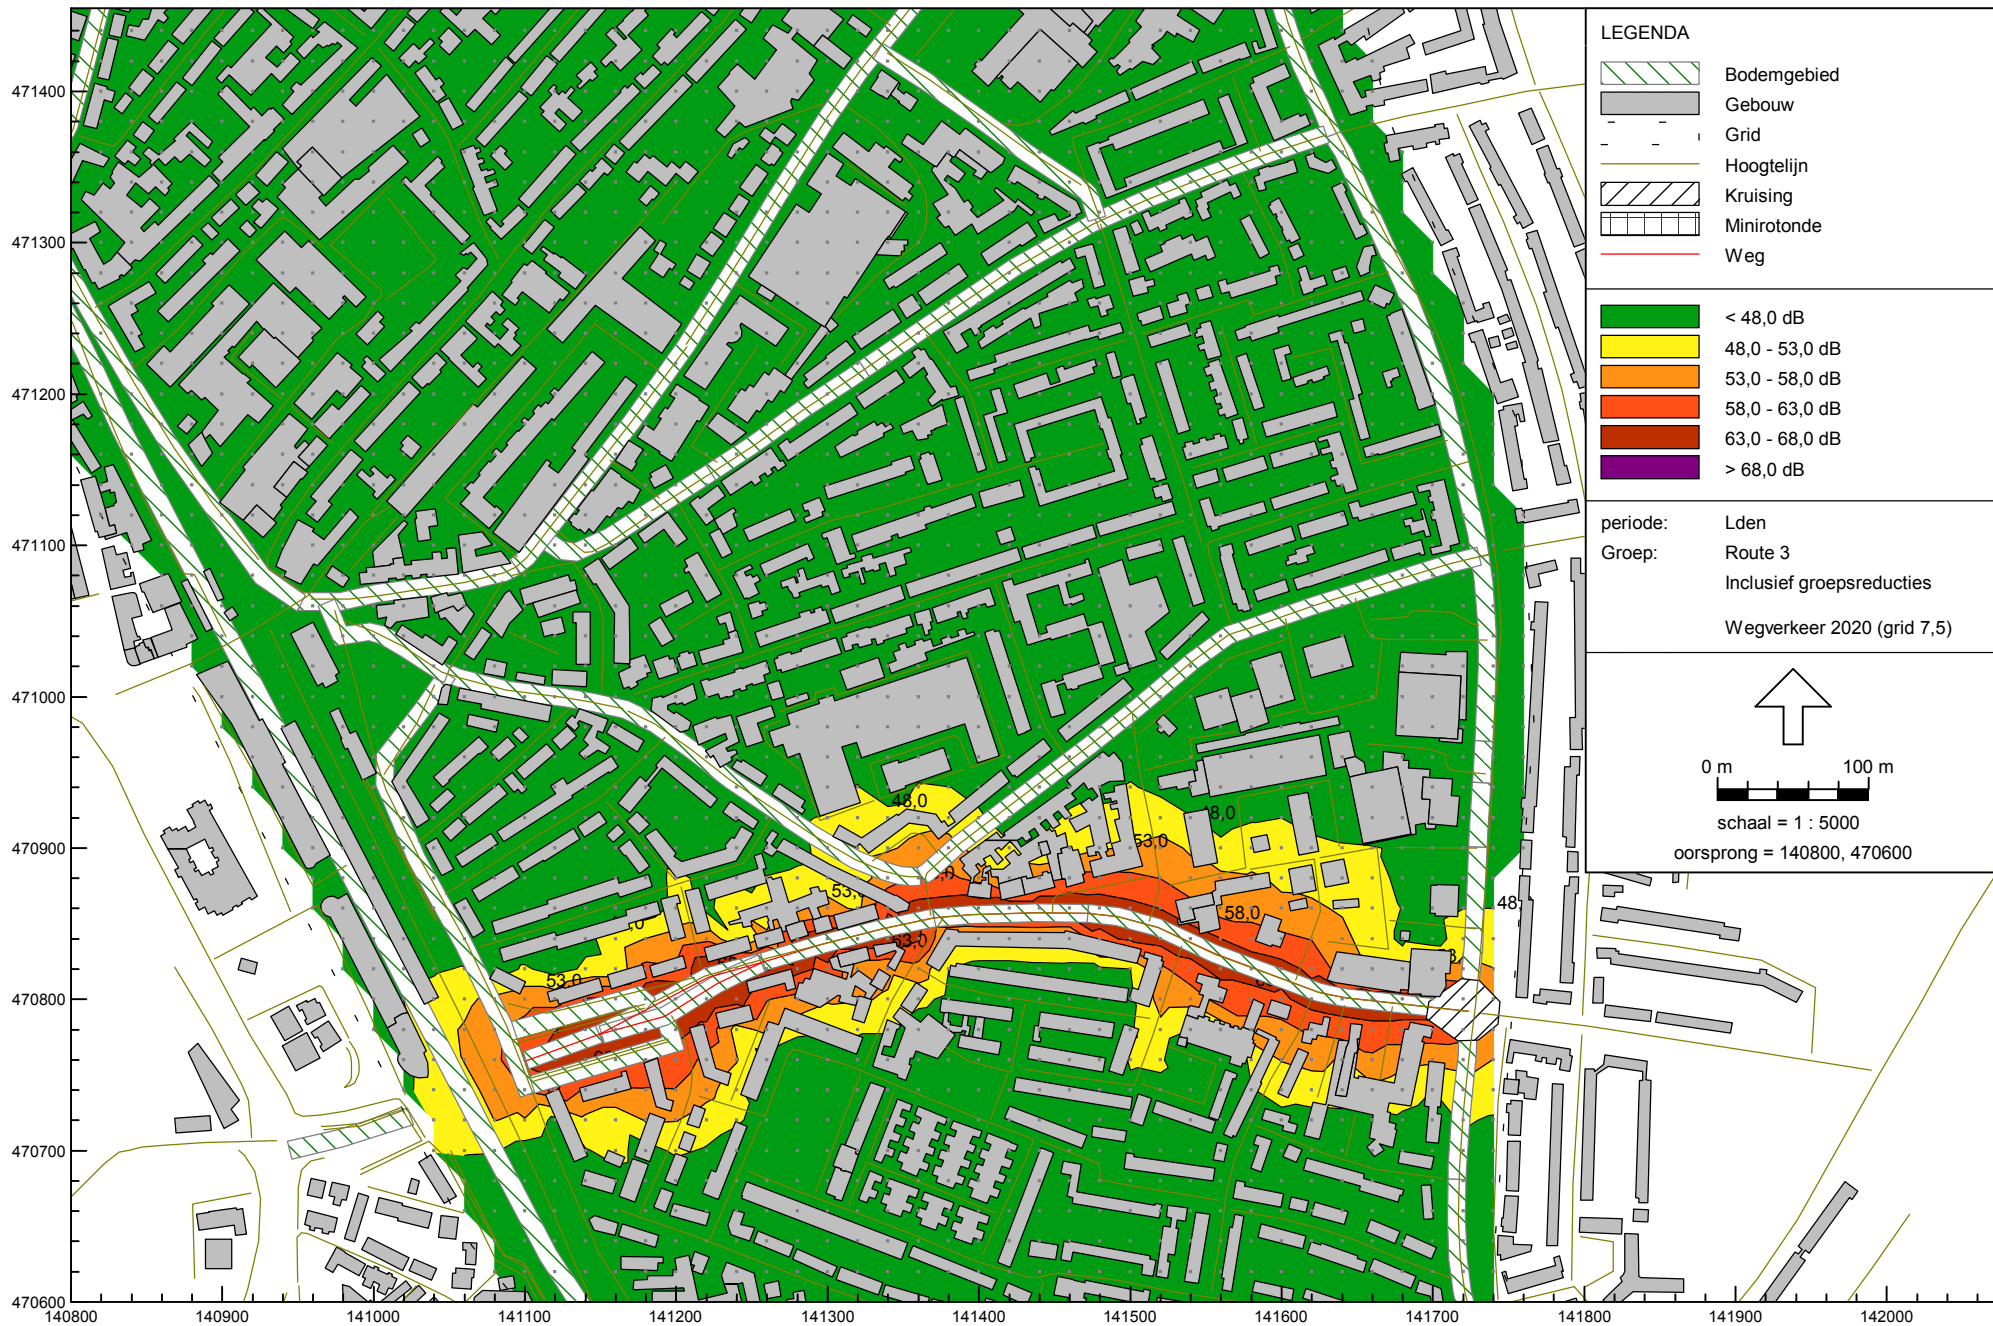 LEGENDA
Bodemgebied
Gebouw
Grid
Hoogtelijn
Kruising
Minirotonde
Weg
< 48,0 dB
48,0 - 53,0 dB
53,0 - 58,0 dB
58,0 - 63,0 dB
63,0 - 68,0 dB
> 68,0 dB
periode: Lden
Groep: Route 3
Inclusief groepsreducties
Wegverkeer 2020 (grid 7,5)
0 m 100 m
schaal = 1 : 5000
oorsprong = 140800, 470600
471400
471300
471200
471100
471000
470900
470800
470700
470600
140800 140900 141000 141100 141200 141300 141400 141500 141600 141700 141800 141900 142000
48,0
53,0
58,0
53,0
53,0